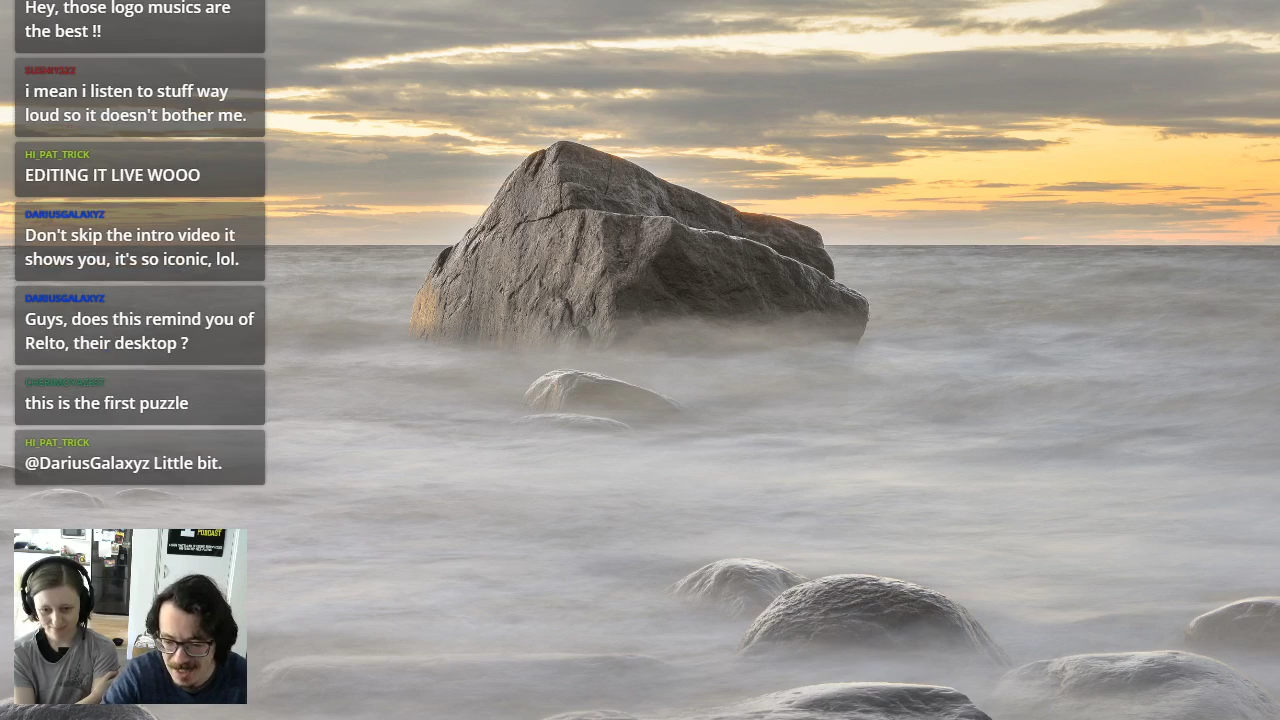 Hey, those logo musics are
the best !!
i mean i listen to stuff way
loud so it doesn't bother me.
HI_PAT_TRICK
EDITING IT LIVE WOOO
DARIUSGALAXYZ
Don't skip the intro video it
shows you, it's so iconic, lol.
DARIUSGALAXYZ
Guys, does this remind you of
Relto, their desktop ?
this is the first puzzle
HI_PAT_TRICK
@DariusGalaxyz Little bit.
PODCAST